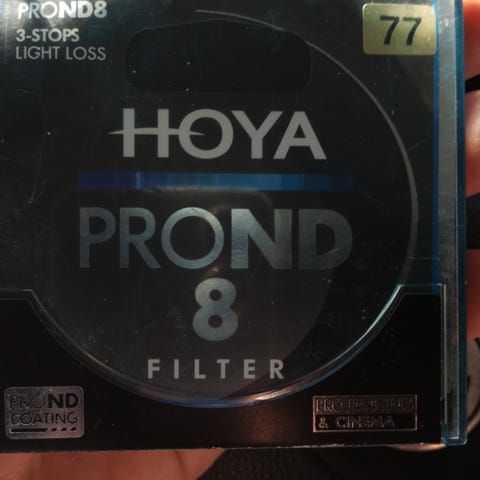 PROND8
3-STOPS
LIGHT LOSS
77
HOYA
PROND
8
FILTER
PROND
COATING
& CINEMA